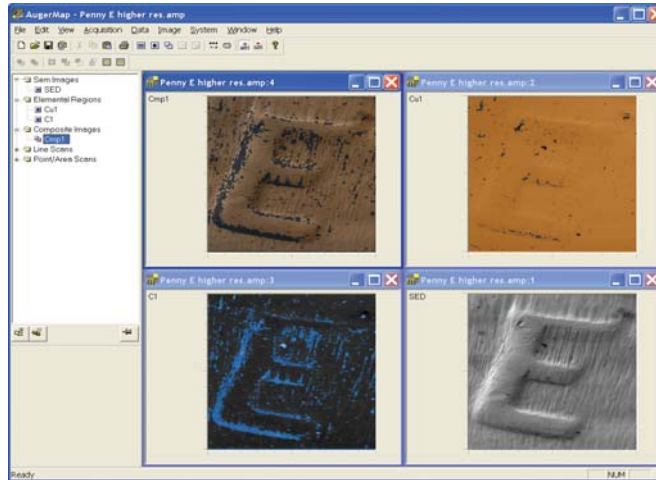 AugerMap - Penny E higher res.amp
File Edit View Acquisition Data Image System Window Help
Sem Images
SED
Elemental Regions
Cu1
C1
Composite Images
Cmp1
Line Scans
Point/Area Scans
Penny E higher res.amp:4
Cmp1
Penny E higher res.amp:2
Cu1
Penny E higher res.amp:3
C1
Penny E higher res.amp:1
SED
Ready
NUM